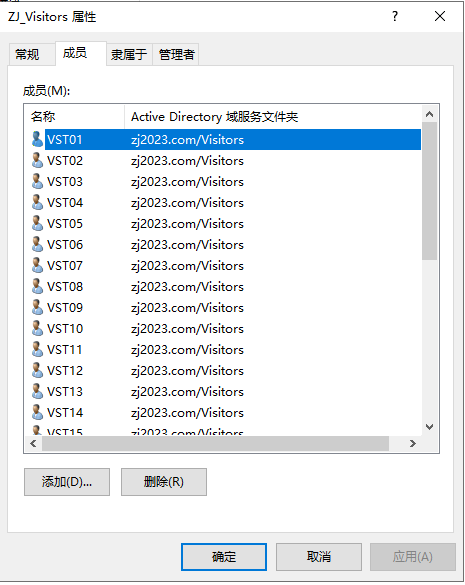 ZJ_Visitors 属性
常规 成员 隶属于 管理者
成员(M):
名称 Active Directory 域服务文件夹
VST01 zj2023.com/Visitors
VST02 zj2023.com/Visitors
VST03 zj2023.com/Visitors
VST04 zj2023.com/Visitors
VST05 zj2023.com/Visitors
VST06 zj2023.com/Visitors
VST07 zj2023.com/Visitors
VST08 zj2023.com/Visitors
VST09 zj2023.com/Visitors
VST10 zj2023.com/Visitors
VST11 zj2023.com/Visitors
VST12 zj2023.com/Visitors
VST13 zj2023.com/Visitors
VST14 zj2023.com/Visitors
VST15 zj2023.com/Visitors
添加(D)... 删除(R)
确定 取消 应用(A)